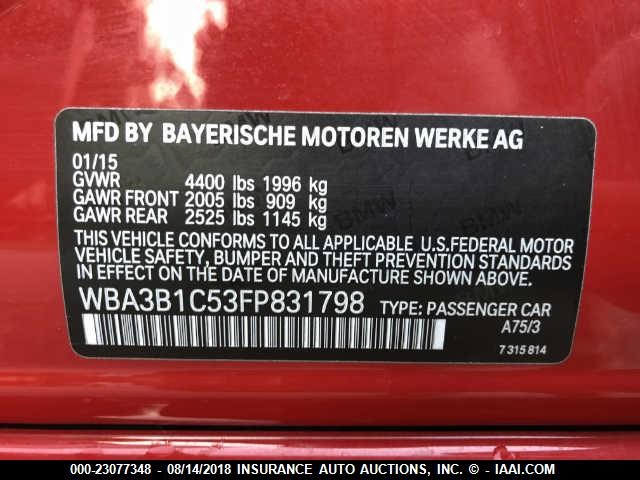 MFD BY BAYERISCHE MOTOREN WERKE AG
01/15
GVWR 4400 lbs 1996 kg
GAWR FRONT 2005 lbs 909 kg
GAWR REAR 2525 lbs 1145 kg
THIS VEHICLE CONFORMS TO ALL APPLICABLE U.S.FEDERAL MOTOR
VEHICLE SAFETY, BUMPER AND THEFT PREVENTION STANDARDS
IN EFFECT ON THE DATE OF MANUFACTURE SHOWN ABOVE.
WBA3B1C53FP831798 TYPE: PASSENGER CAR
A75/3
7 315 814
000-23077348 - 08/14/2018 INSURANCE AUTO AUCTIONS, INC. - IAAI.COM